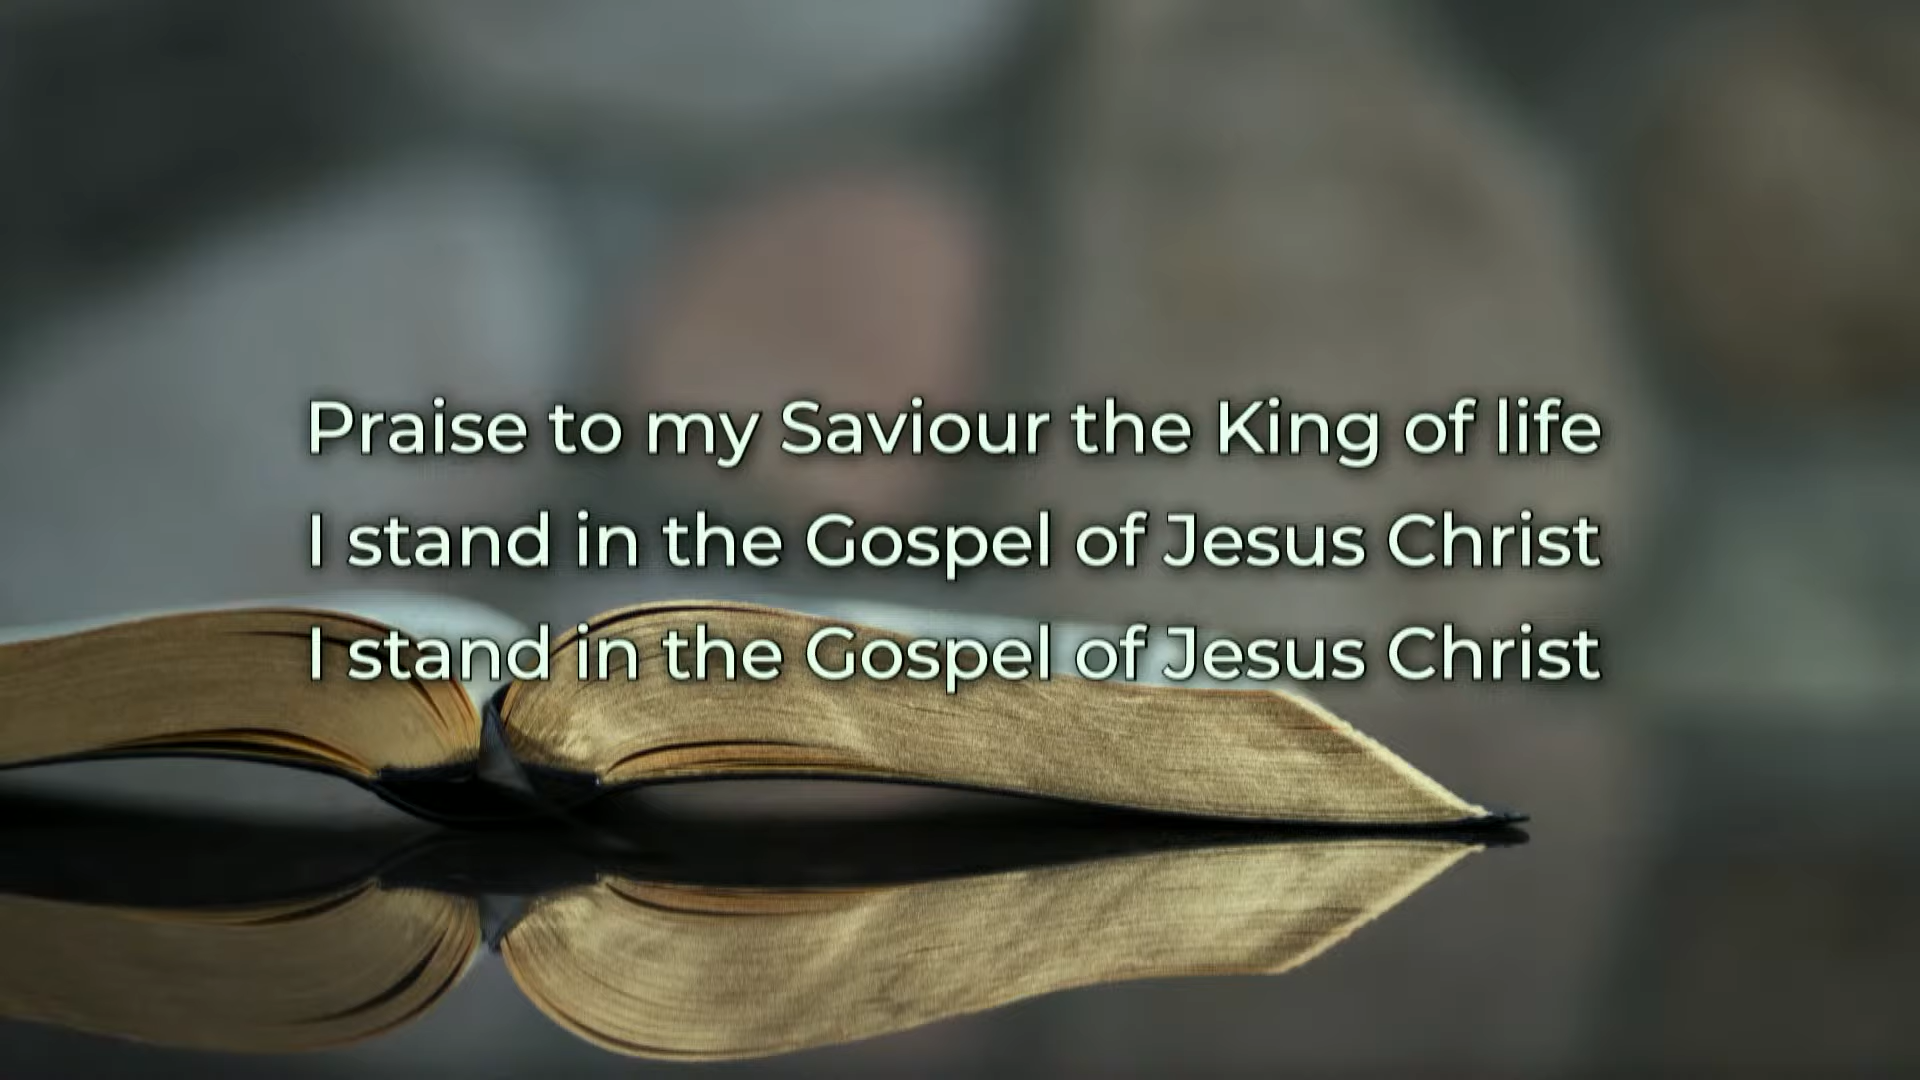 Praise to my Saviour the King of life
I stand in the Gospel of Jesus Christ
I stand in the Gospel of Jesus Christ